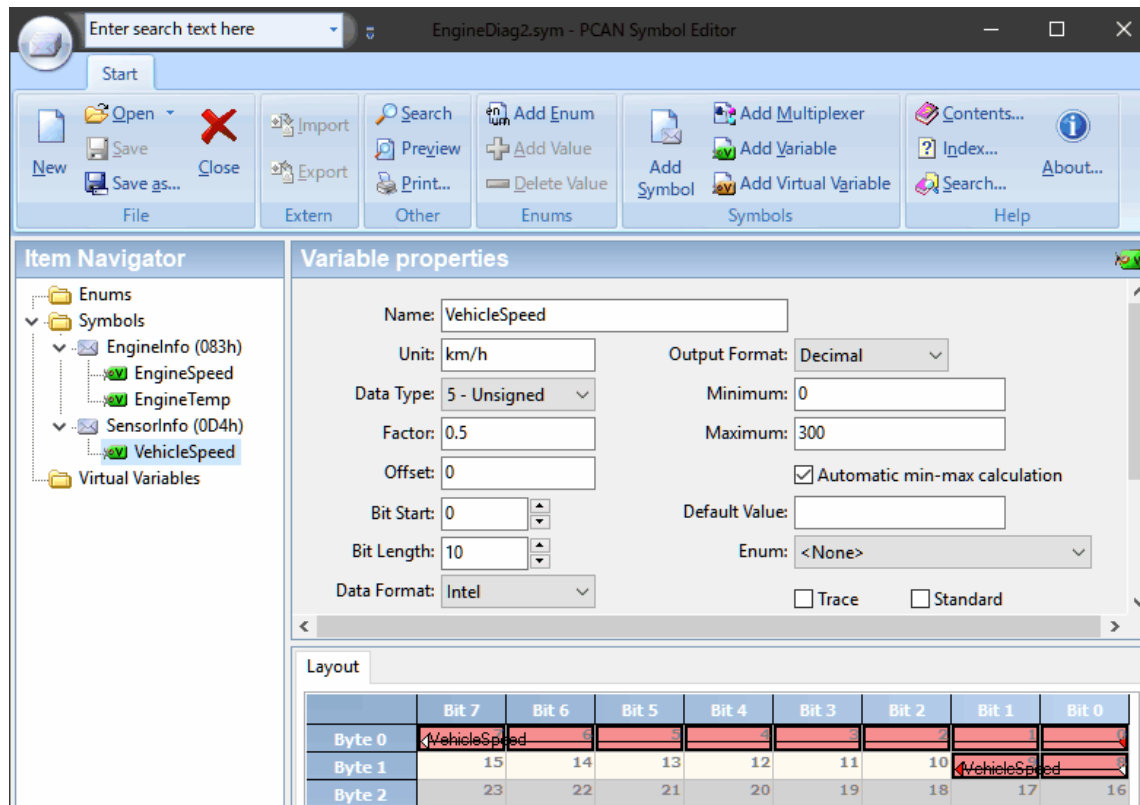 Enter search text here
EngineDiag2.sym - PCAN Symbol Editor
Start
New
Open
Save
Save as...
Close
File
Import
Export
Extern
Search
Preview
Print...
Other
Add Enum
Add Value
Delete Value
Enums
Add Symbol
Add Multiplexer
Add Variable
Add Virtual Variable
Symbols
Contents...
Index...
Search...
About...
Help
Item Navigator
Enums
Symbols
EngineInfo (083h)
EngineSpeed
EngineTemp
SensorInfo (0D4h)
VehicleSpeed
Virtual Variables
Variable properties
Name: VehicleSpeed
Unit: km/h
Output Format: Decimal
Data Type: 5 - Unsigned
Minimum: 0
Factor: 0.5
Maximum: 300
Offset: 0
Automatic min-max calculation
Bit Start: 0
Default Value:
Bit Length: 10
Enum: <None>
Data Format: Intel
Trace
Standard
Layout
Bit 7 Bit 6 Bit 5 Bit 4 Bit 3 Bit 2 Bit 1 Bit 0
Byte 0 VehicleSpeed 7 6 5 4 3 2 1 0
Byte 1 15 14 13 12 11 10 VehicleSpeed 9 8
Byte 2 23 22 21 20 19 18 17 16